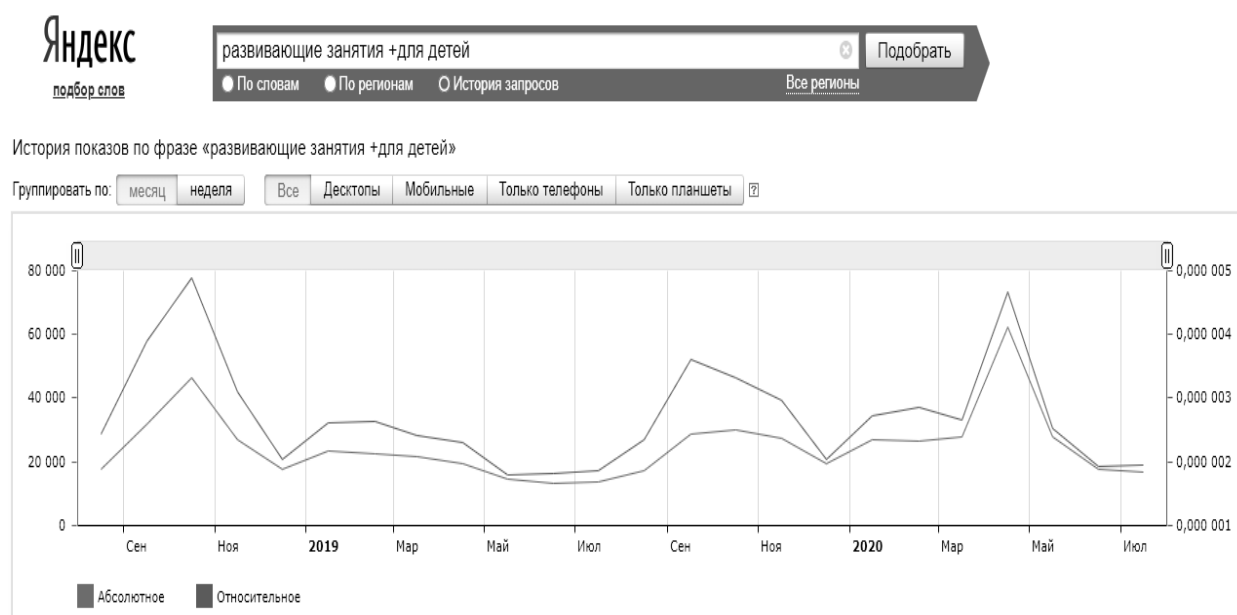 Яндекс
подбор слов
развивающие занятия +для детей
Подобрать
По словам По регионам История запросов Все регионы
История показов по фразе «развивающие занятия +для детей»
Группировать по: месяц неделя Все Десктопы Мобильные Только телефоны Только планшеты ?
80 000 0,000 005
60 000 0,000 004
40 000 0,000 003
20 000 0,000 002
0 0,000 001
Сен Ноя 2019 Мар Май Июл Сен Ноя 2020 Мар Май Июл
Абсолютное Относительное